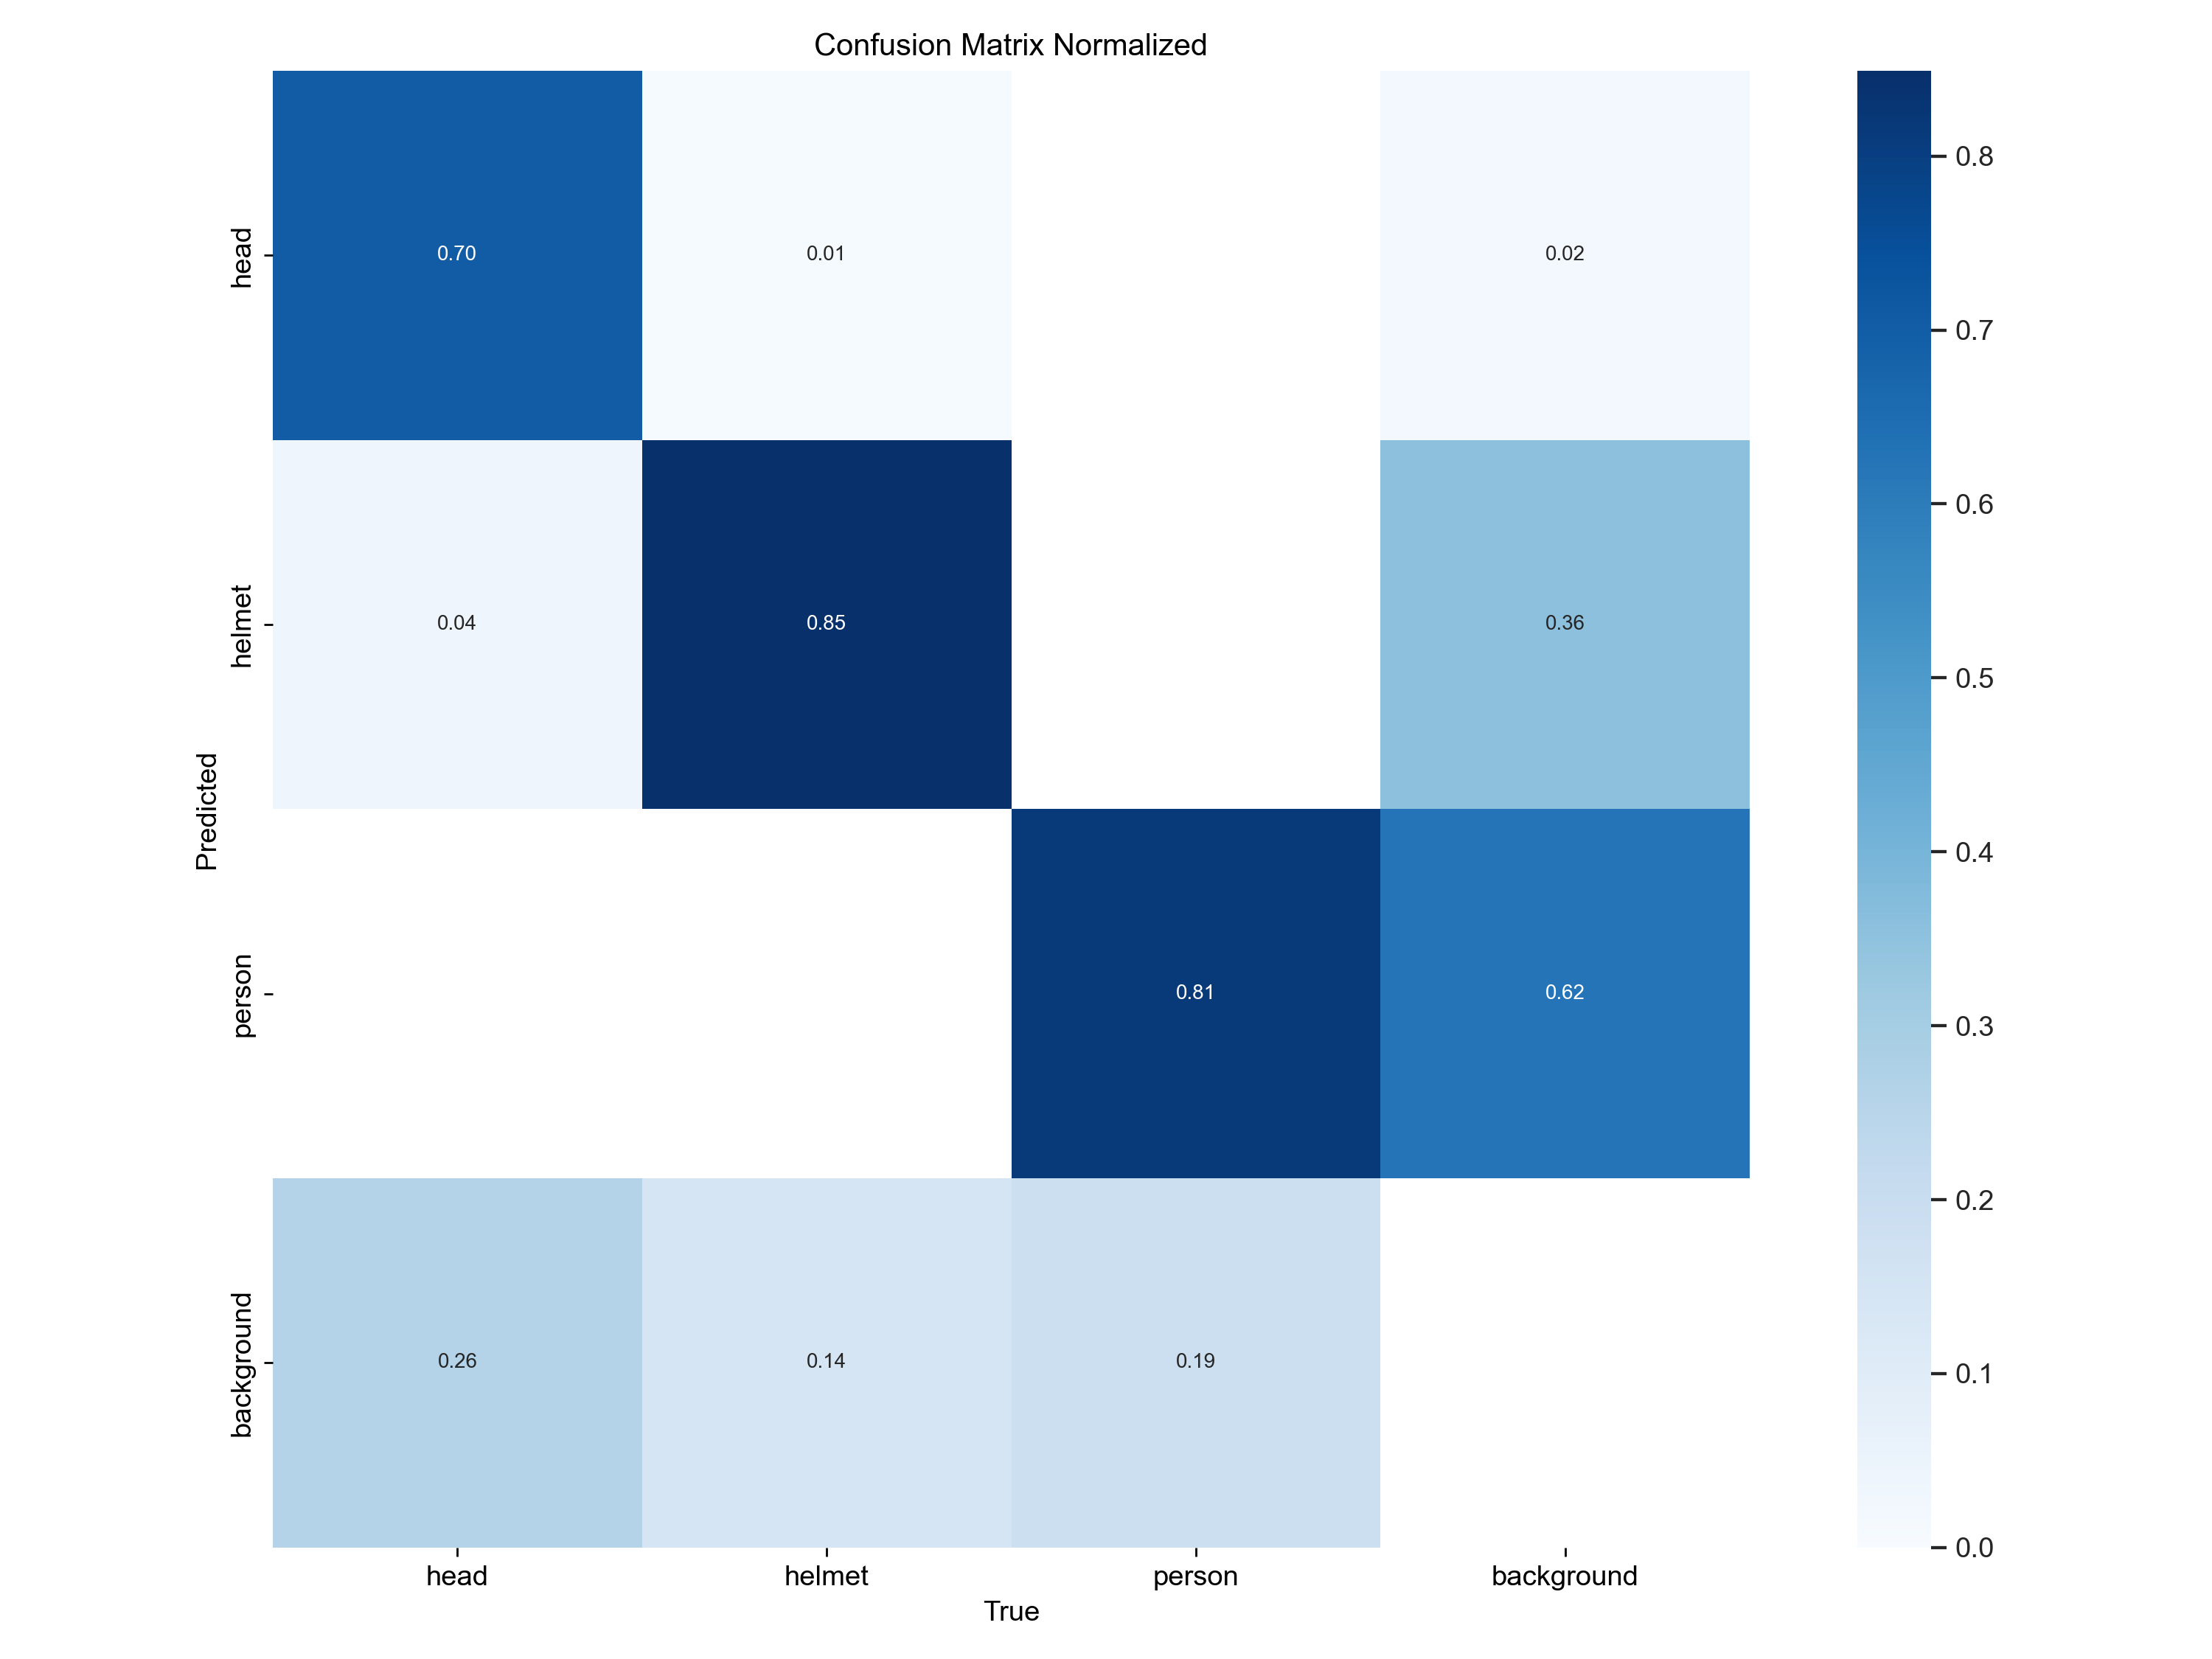 Confusion Matrix Normalized
head
0.70
0.01
0.02
helmet
0.04
0.85
0.36
person
0.81
0.62
background
0.26
0.14
0.19
Predicted
head
helmet
person
background
True
0.8
0.7
0.6
0.5
0.4
0.3
0.2
0.1
0.0